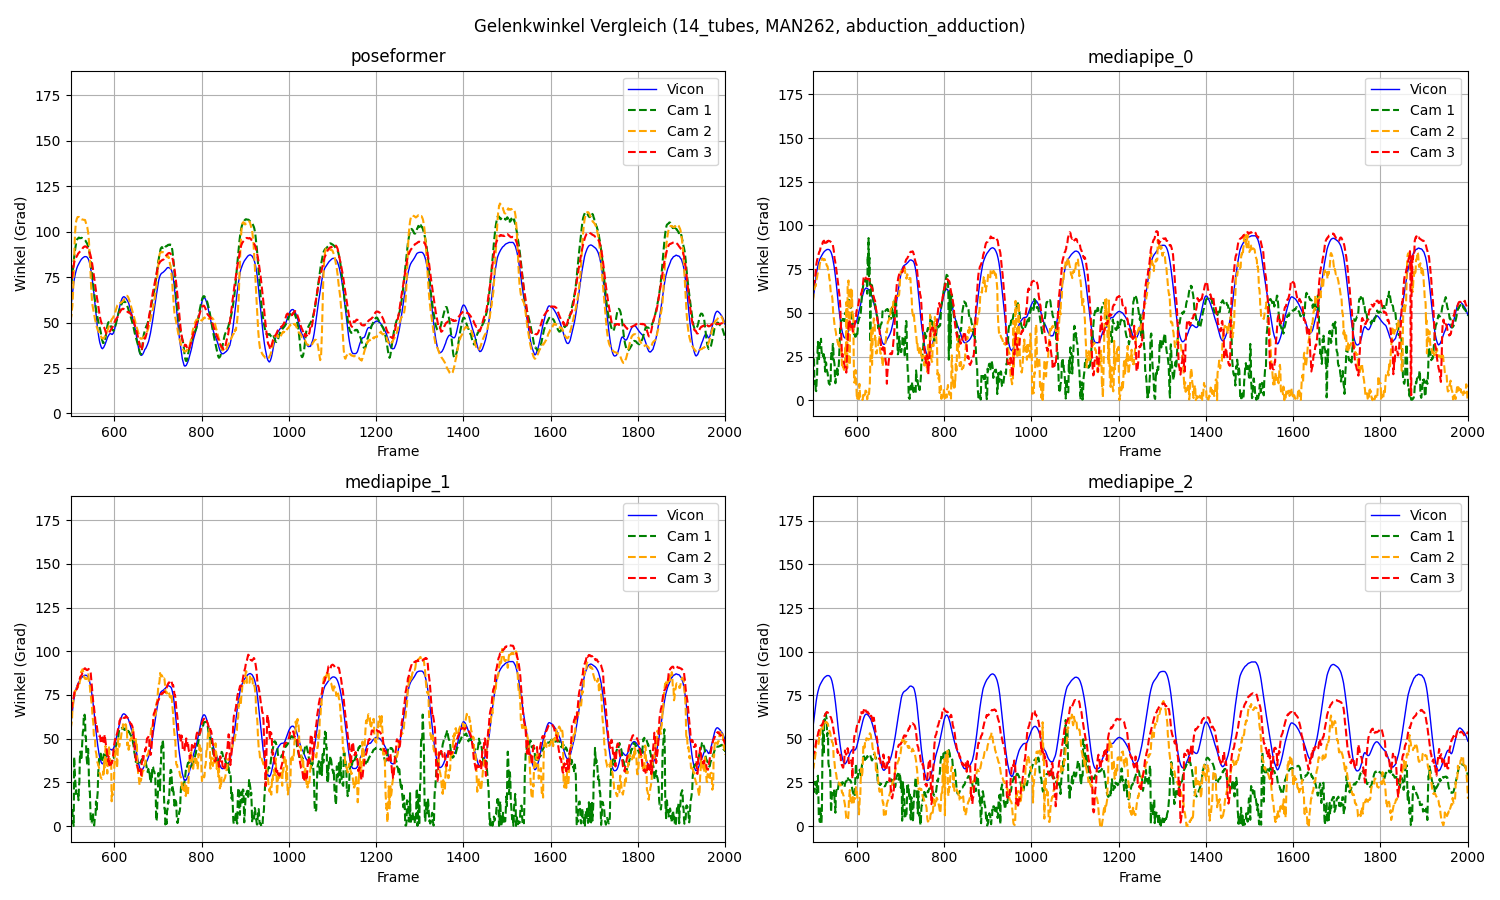 Gelenkwinkel Vergleich (14_tubes, MAN262, abduction_adduction)
poseformer
Winkel (Grad)
175
150
125
100
75
50
25
0
600
800
1000
1200
1400
1600
1800
2000
Frame
Vicon
Cam 1
Cam 2
Cam 3
mediapipe_0
Winkel (Grad)
175
150
125
100
75
50
25
0
600
800
1000
1200
1400
1600
1800
2000
Frame
Vicon
Cam 1
Cam 2
Cam 3
mediapipe_1
Winkel (Grad)
175
150
125
100
75
50
25
0
600
800
1000
1200
1400
1600
1800
2000
Frame
Vicon
Cam 1
Cam 2
Cam 3
mediapipe_2
Winkel (Grad)
175
150
125
100
75
50
25
0
600
800
1000
1200
1400
1600
1800
2000
Frame
Vicon
Cam 1
Cam 2
Cam 3